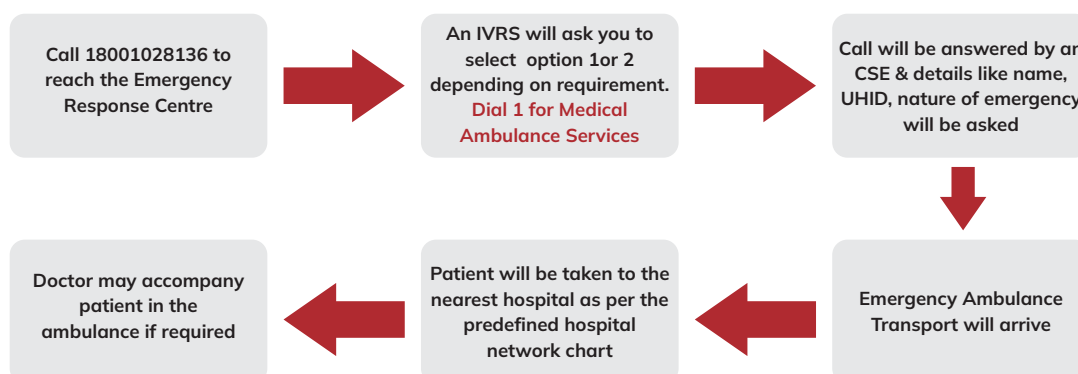 Call 18001028136 to
reach the Emergency
Response Centre
An IVRS will ask you to
select option 1or 2
depending on requirement.
Dial 1 for Medical
Ambulance Services
Call will be answered by an
CSE & details like name,
UHID, nature of emergency
will be asked
Emergency Ambulance
Transport will arrive
Patient will be taken to the
nearest hospital as per the
predefined hospital
network chart
Doctor may accompany
patient in the
ambulance if required